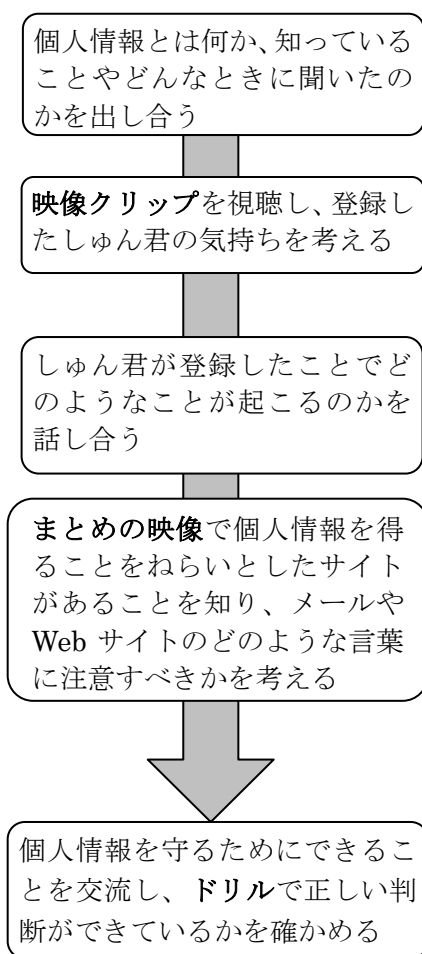 個人情報とは何か、知っている
ことやどんなときに聞いたの
かを出し合う
映像クリップを視聴し、登録し
たしゅん君の気持ちを考える
しゅん君が登録したことでど
のようなことが起こるのかを
話し合う
まとめの映像で個人情報を得
ることをねらいとしたサイト
があることを知り、メールや
Web サイトのどのような言葉
に注意すべきかを考える
個人情報を守るためにできるこ
とを交流し、ドリルで正しい判
断ができているかを確かめる